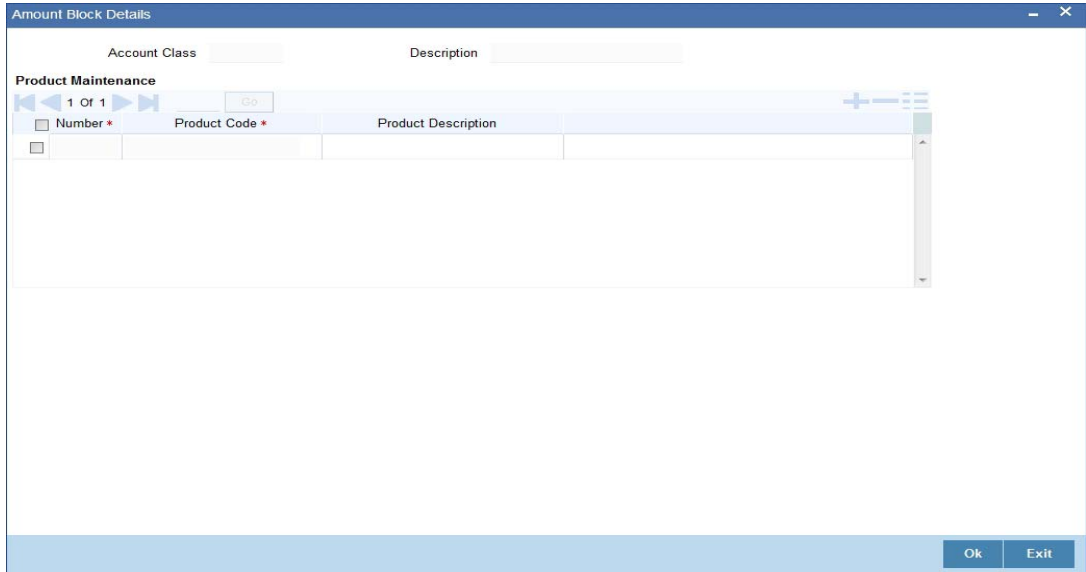 Amount Block Details
Account Class Description
Product Maintenance
1 Of 1 Go
Number * Product Code * Product Description
Ok Exit